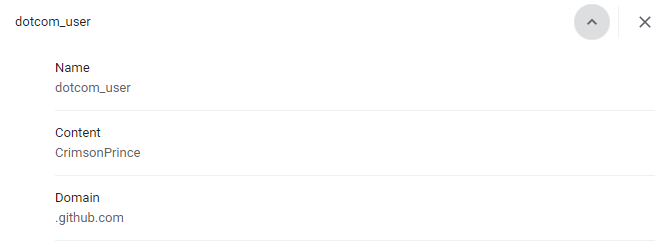 dotcom_user
Name
dotcom_user
Content
CrimsonPrince
Domain
.github.com